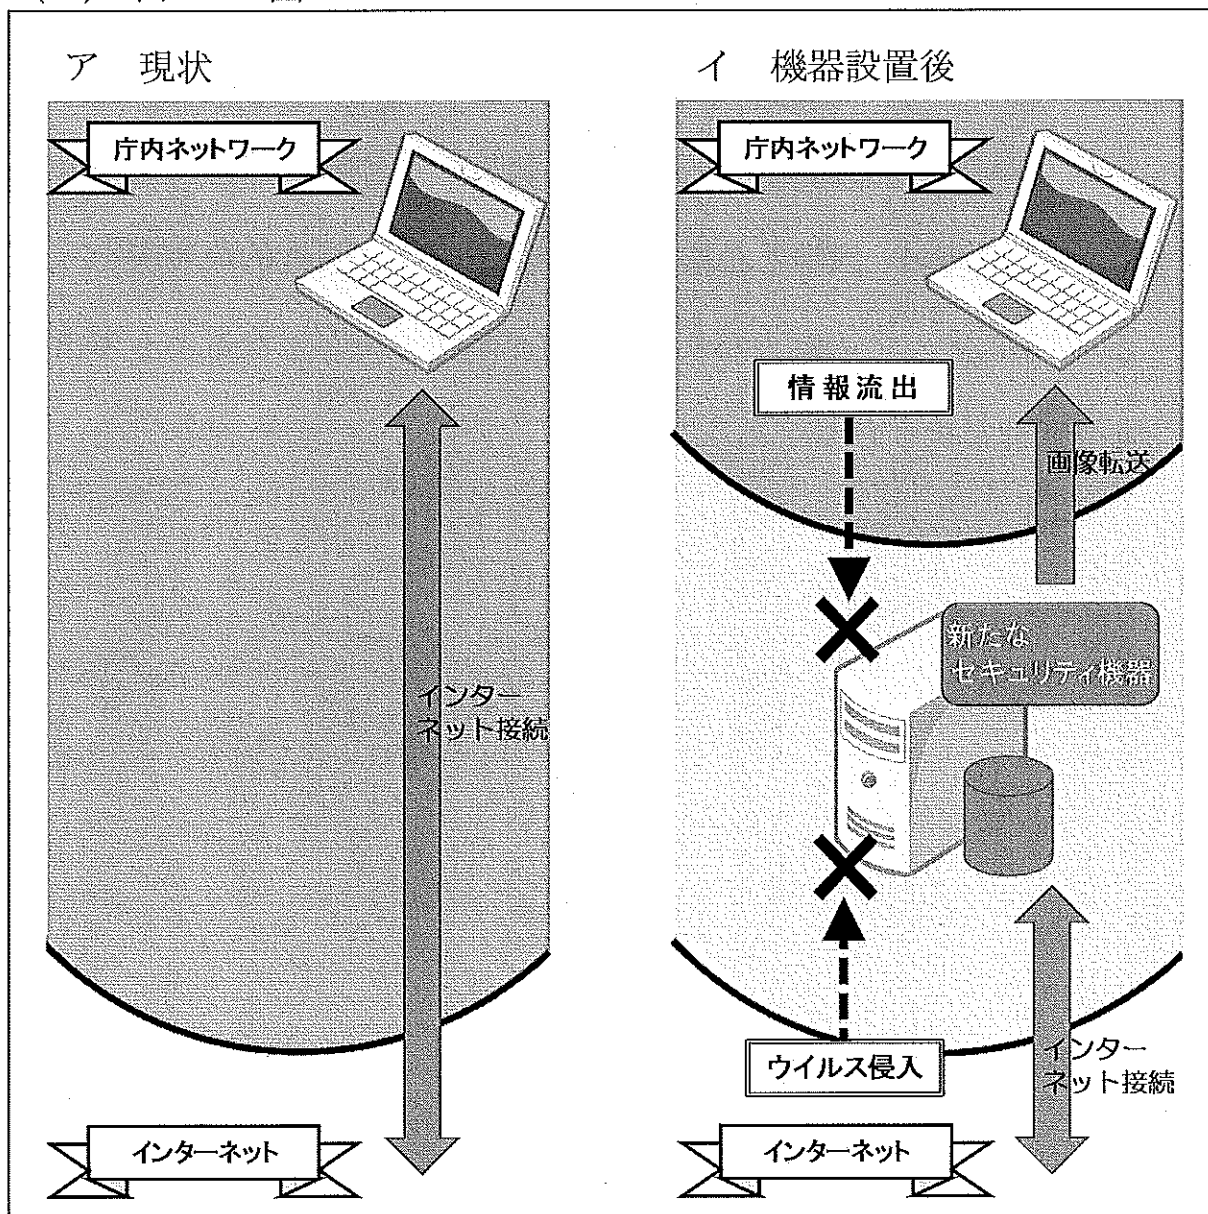 ア 現状
庁内ネットワーク
インター
ネット接続
インターネット
イ 機器設置後
庁内ネットワーク
情報流出
画像転送
新たな
セキュリティ機器
ウイルス侵入
インター
ネット接続
インターネット